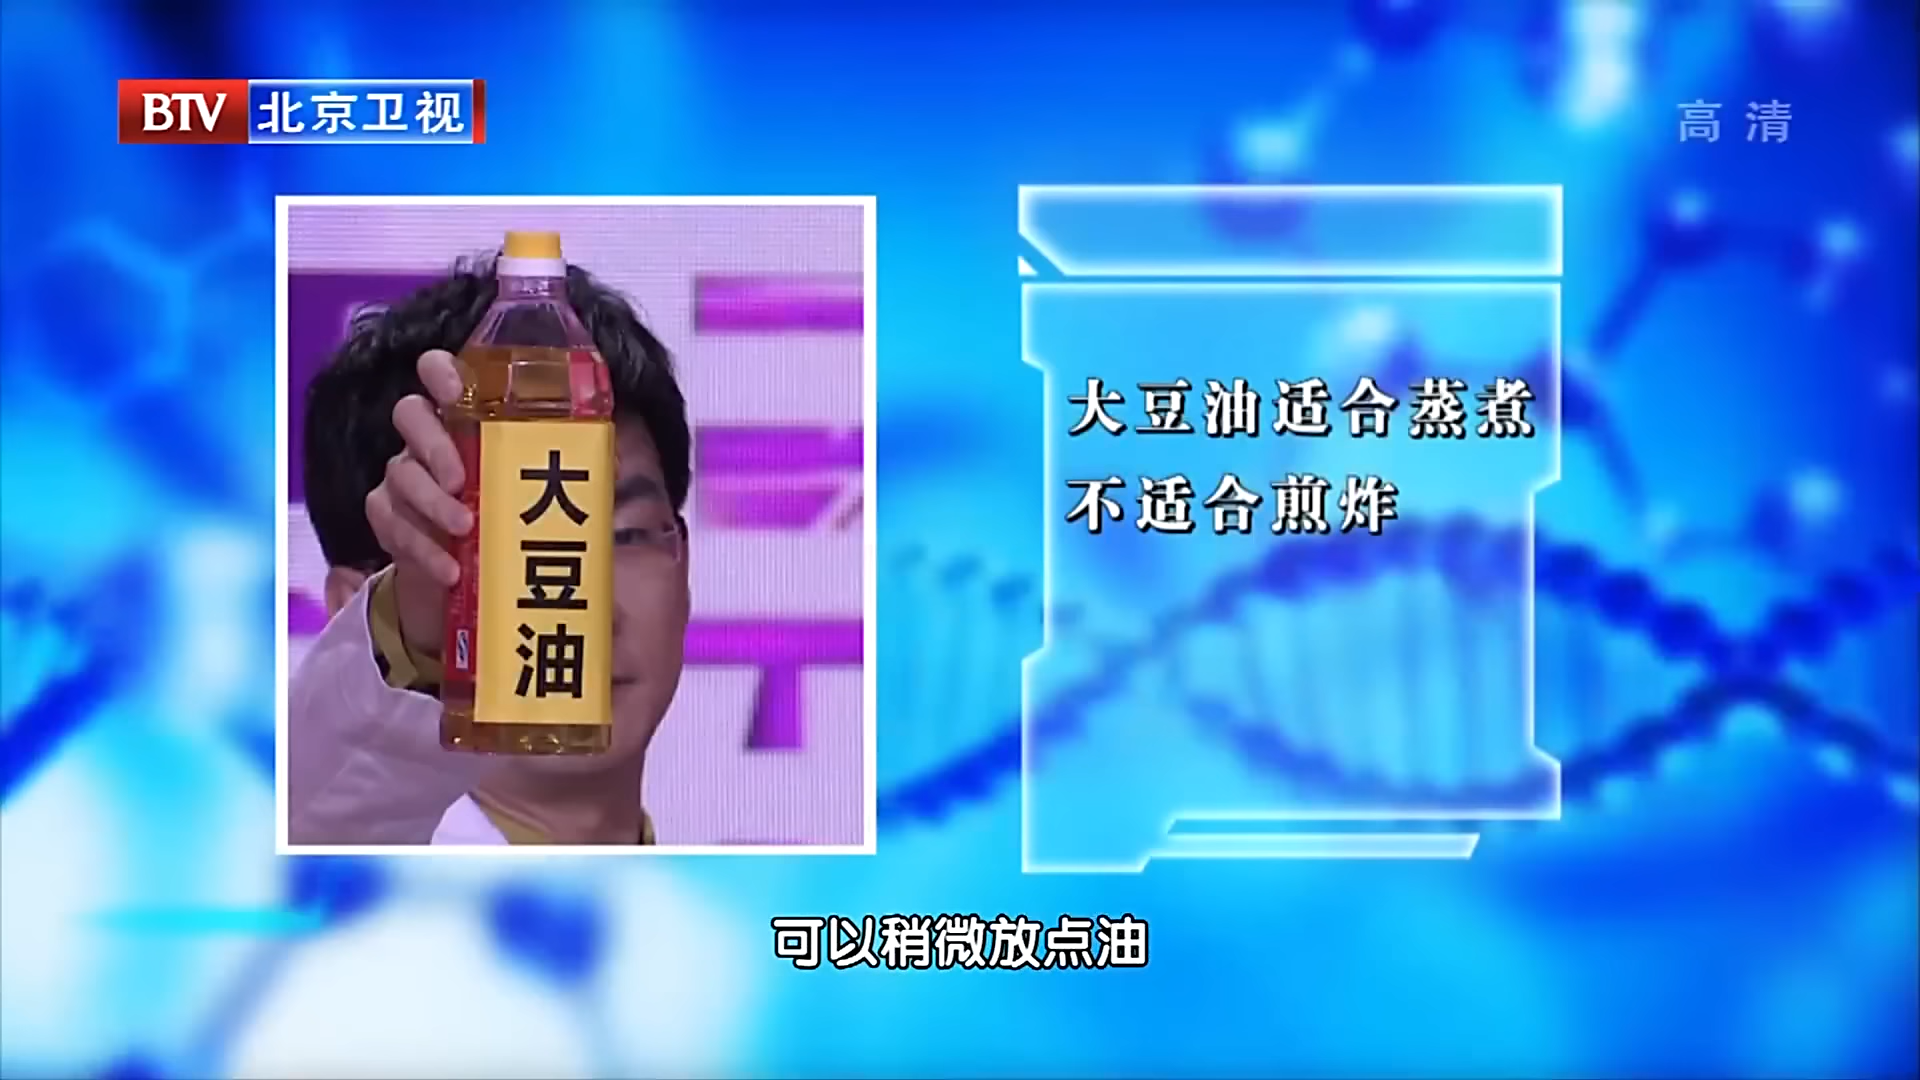 BTV 北京卫视
高清
大豆油
大豆油适合蒸煮
不适合煎炸
可以稍微放点油